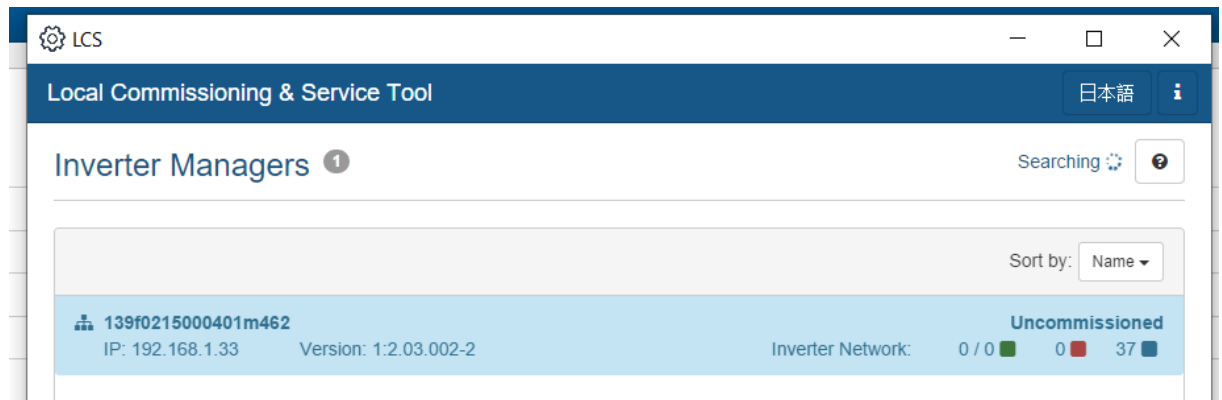 LCS
Local Commissioning & Service Tool 日本語 i
Inverter Managers 1 Searching ?
Sort by: Name
139f0215000401m462 Uncommissioned
IP: 192.168.1.33 Version: 1:2.03.002-2 Inverter Network: 0 / 0 0 37